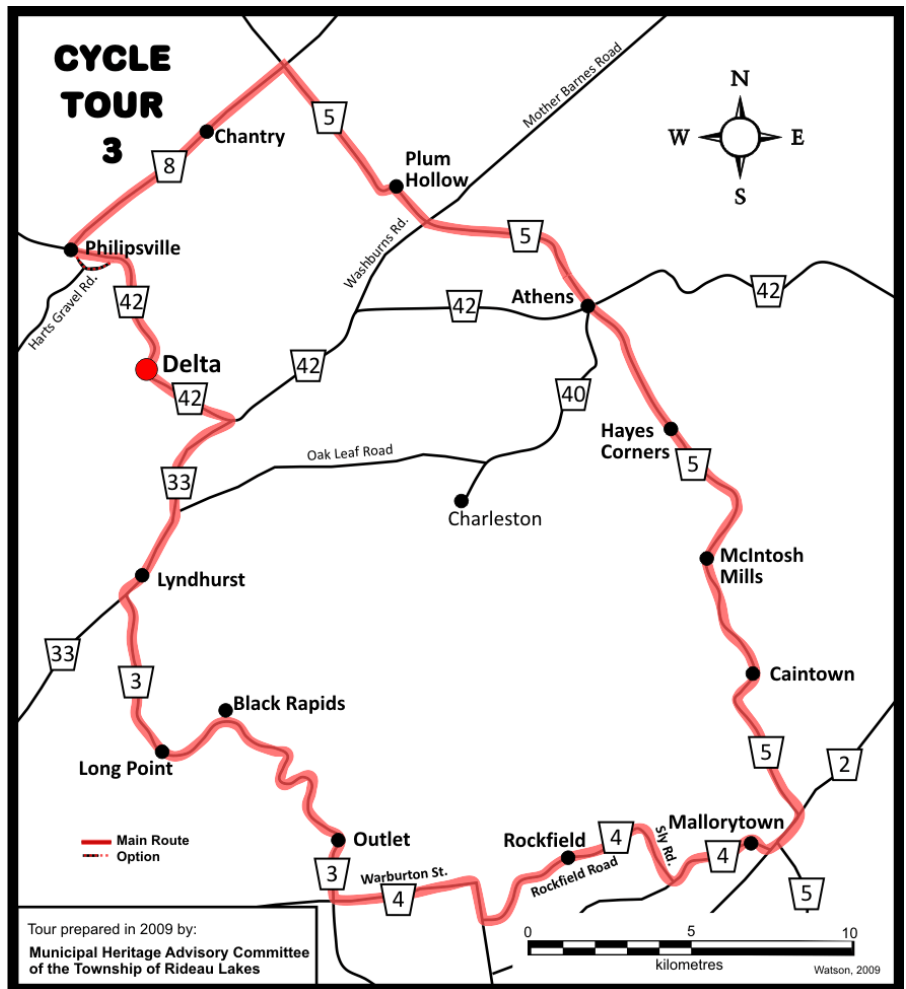 CYCLE
TOUR
3
Mother Barnes Road
N
W
E
S
5
Chantry
8
Plum
Hollow
Philipsville
5
Washburns Rd.
Harts Gravel Rd.
42
Athens
42
42
Delta
42
42
40
Hayes
Corners
Oak Leaf Road
5
33
Charleston
McIntosh
Mills
Lyndhurst
33
3
Caintown
Black Rapids
Long Point
5
2
Main Route
Option
Outlet
Rockfield
4
Sly Rd.
Mallorytown
4
3
Warburton St.
4
Rockfield Road
5
Tour prepared in 2009 by:
Municipal Heritage Advisory Committee
of the Township of Rideau Lakes
0
5
10
kilometres
Watson, 2009